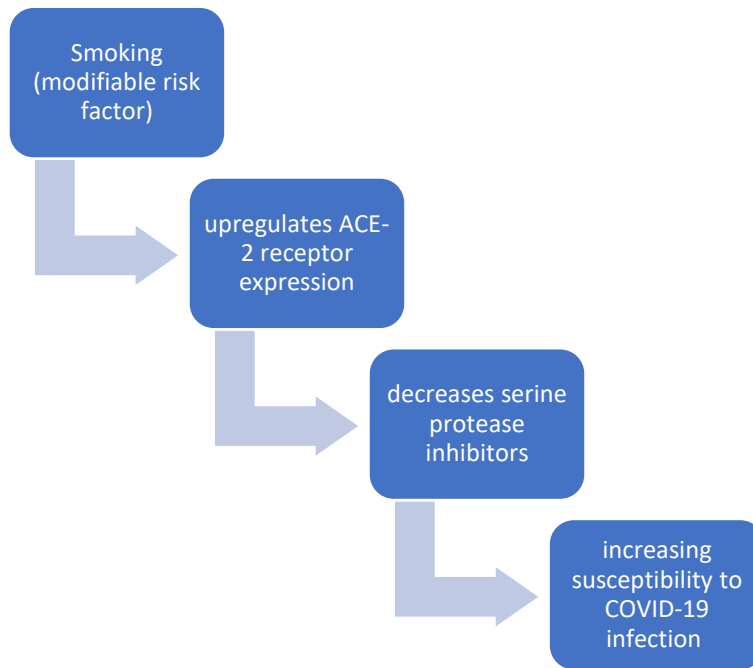 Smoking
(modifiable risk
factor)
upregulates ACE-
2 receptor
expression
decreases serine
protease
inhibitors
increasing
susceptibility to
COVID-19
infection